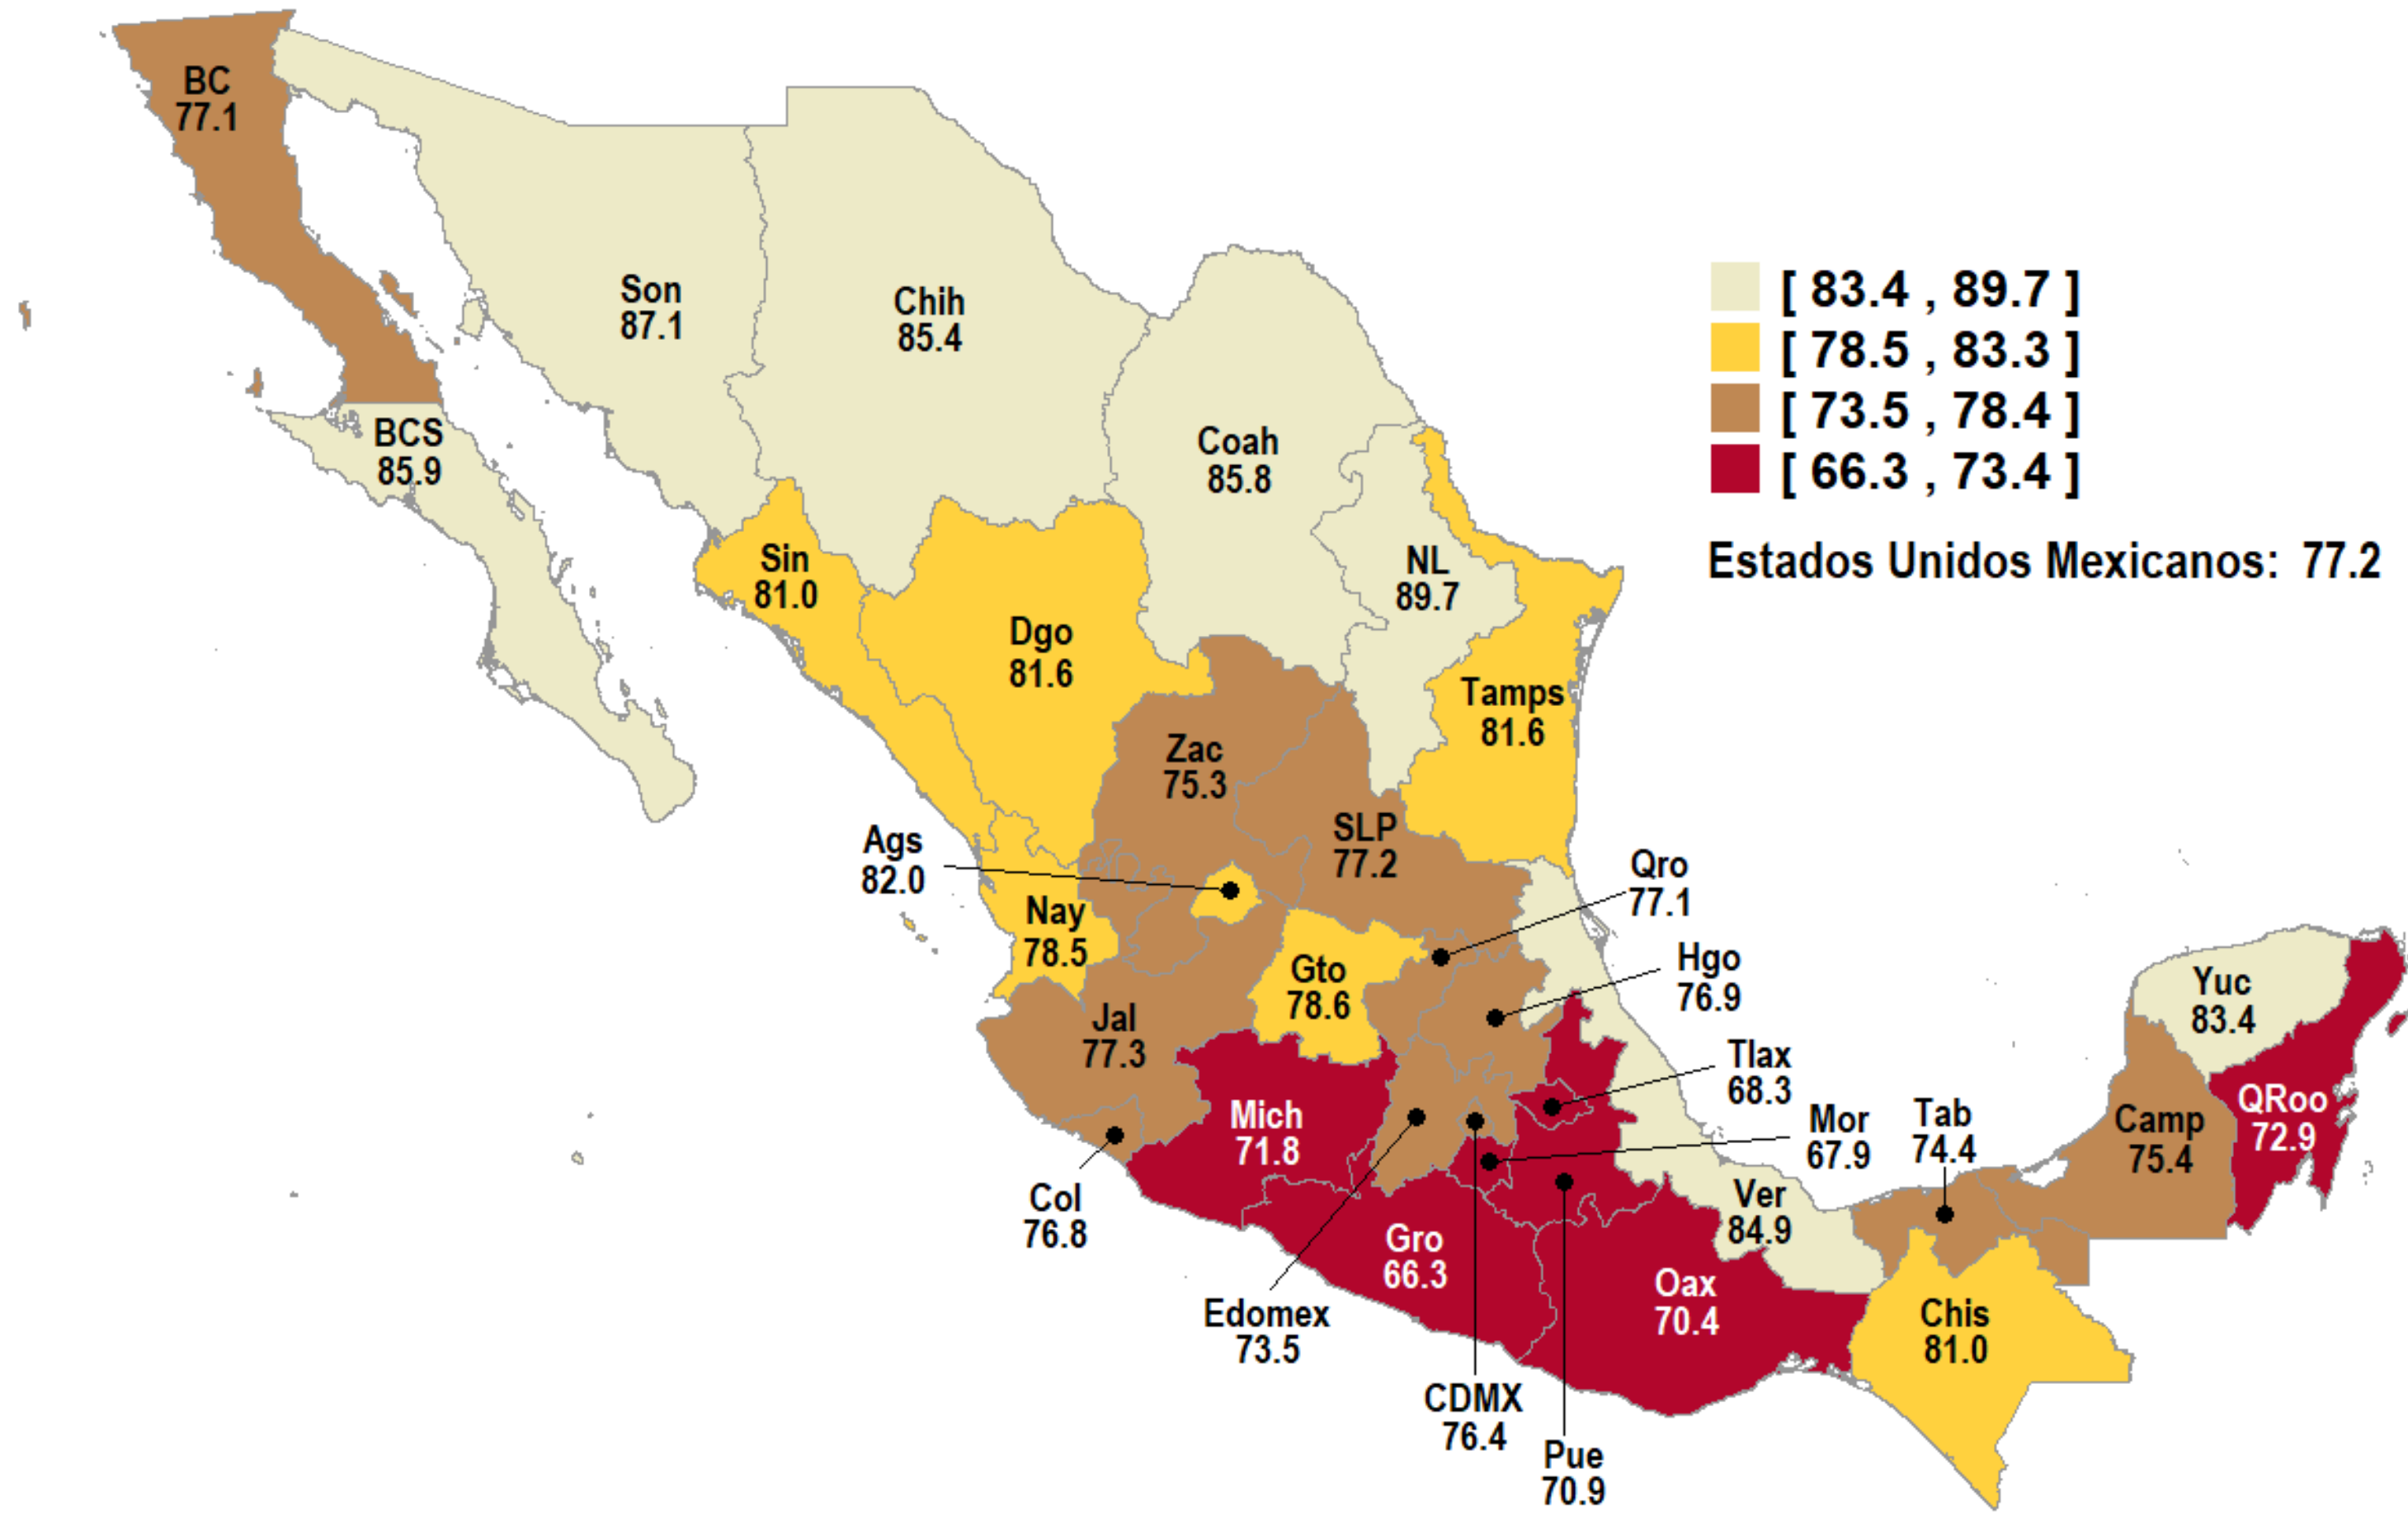 BC
77.1
Son
87.1
Chih
85.4
[ 83.4 , 89.7 ]
[ 78.5 , 83.3 ]
[ 73.5 , 78.4 ]
[ 66.3 , 73.4 ]
Estados Unidos Mexicanos: 77.2
BCS
85.9
Coah
85.8
Sin
81.0
NL
89.7
Dgo
81.6
Tamps
81.6
Zac
75.3
SLP
77.2
Ags
82.0
Qro
77.1
Nay
78.5
Gto
78.6
Hgo
76.9
Yuc
83.4
Jal
77.3
Tlax
68.3
Mich
71.8
Mor
67.9
Tab
74.4
Camp
75.4
QRoo
72.9
Col
76.8
Ver
84.9
Gro
66.3
Oax
70.4
Edomex
73.5
Chis
81.0
CDMX
76.4
Pue
70.9